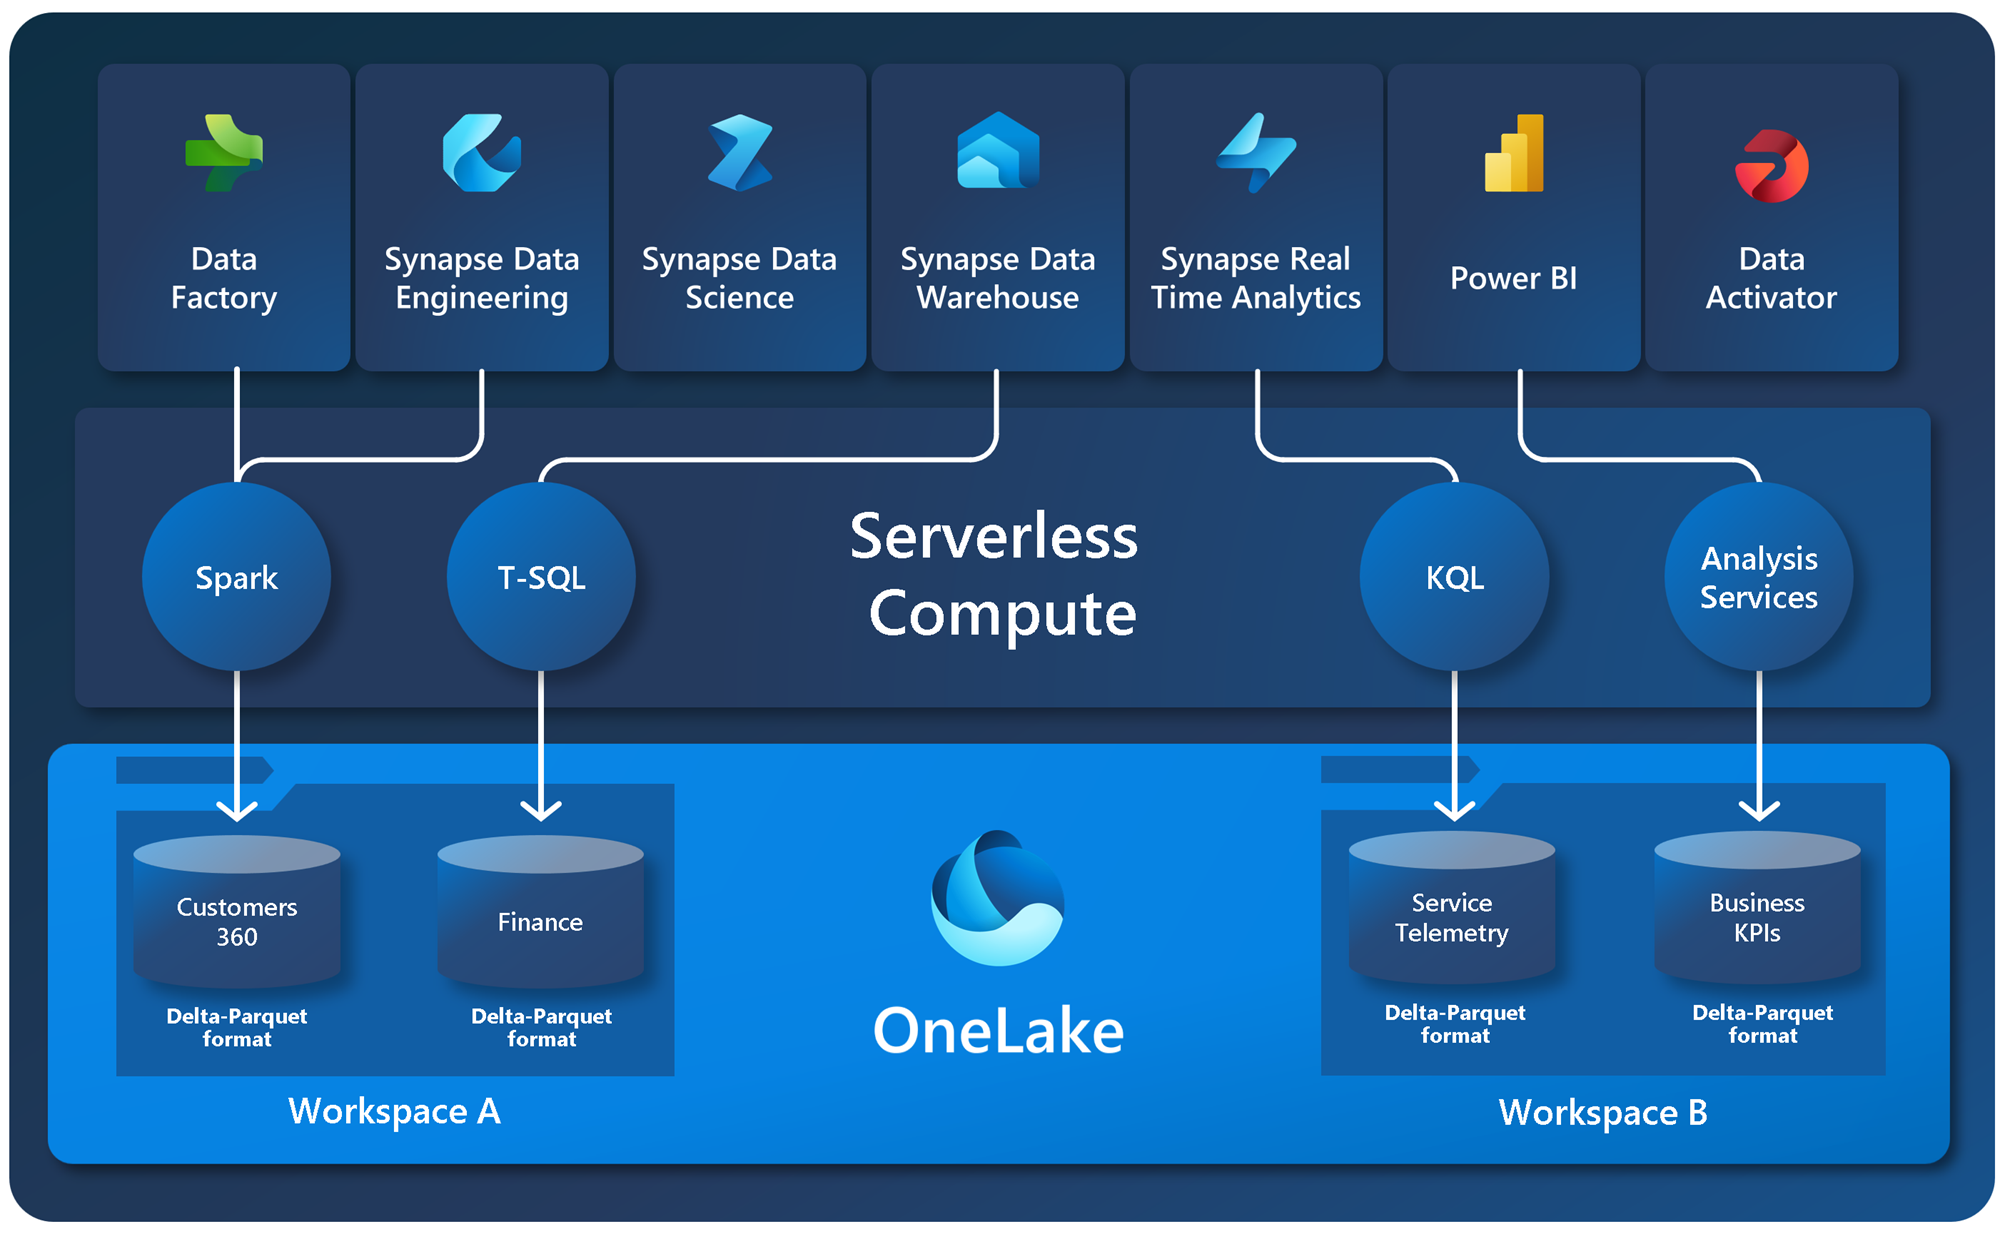 Data
Factory
Synapse Data
Engineering
Synapse Data
Science
Synapse Data
Warehouse
Synapse Real
Time Analytics
Power BI
Data
Activator
Serverless
Compute
Spark
T-SQL
KQL
Analysis
Services
Customers
360
Delta-Parquet
format
Finance
Delta-Parquet
format
Workspace A
OneLake
Service
Telemetry
Delta-Parquet
format
Business
KPIs
Delta-Parquet
format
Workspace B